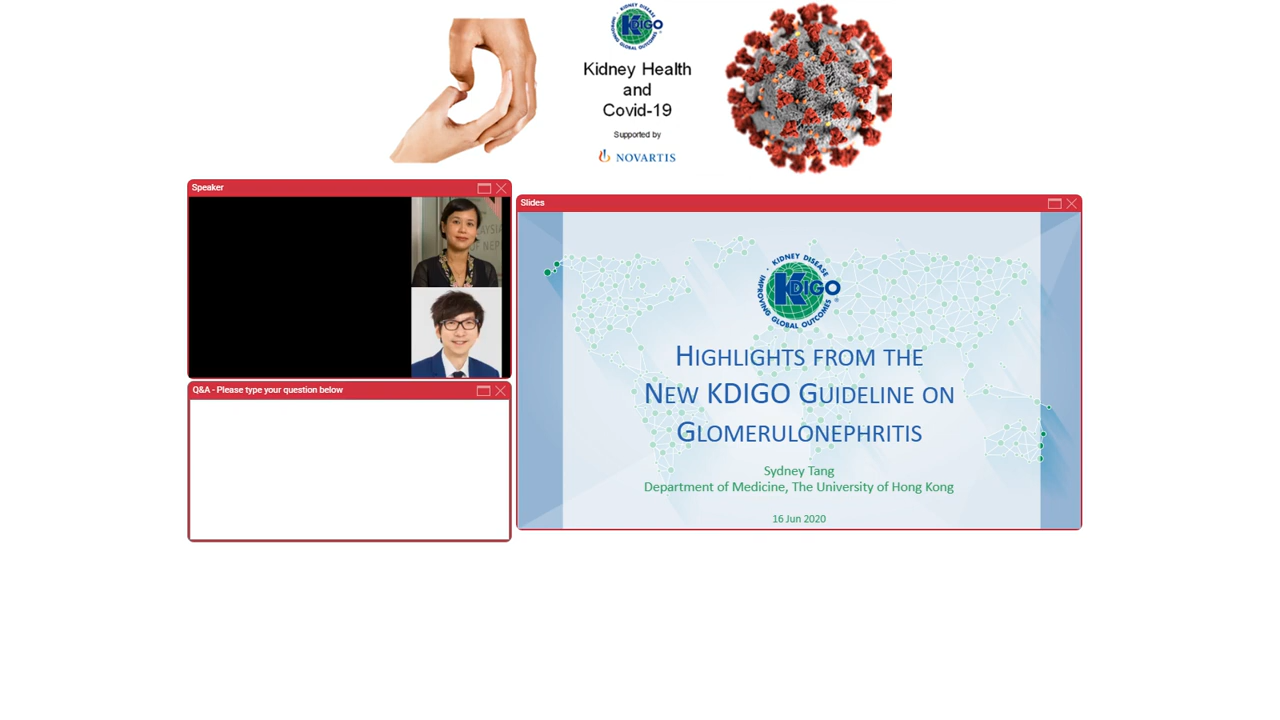 KIDNEY DISEASE
KDIGO
IMPROVING GLOBAL OUTCOMES
Kidney Health
and
Covid-19
Supported by
NOVARTIS
Speaker
Slides
KIDNEY DISEASE
KDIGO
IMPROVING GLOBAL OUTCOMES
HIGHLIGHTS FROM THE
NEW KDIGO GUIDELINE ON
GLOMERULONEPHRITIS
Sydney Tang
Department of Medicine, The University of Hong Kong
16 Jun 2020
Q&A - Please type your question below